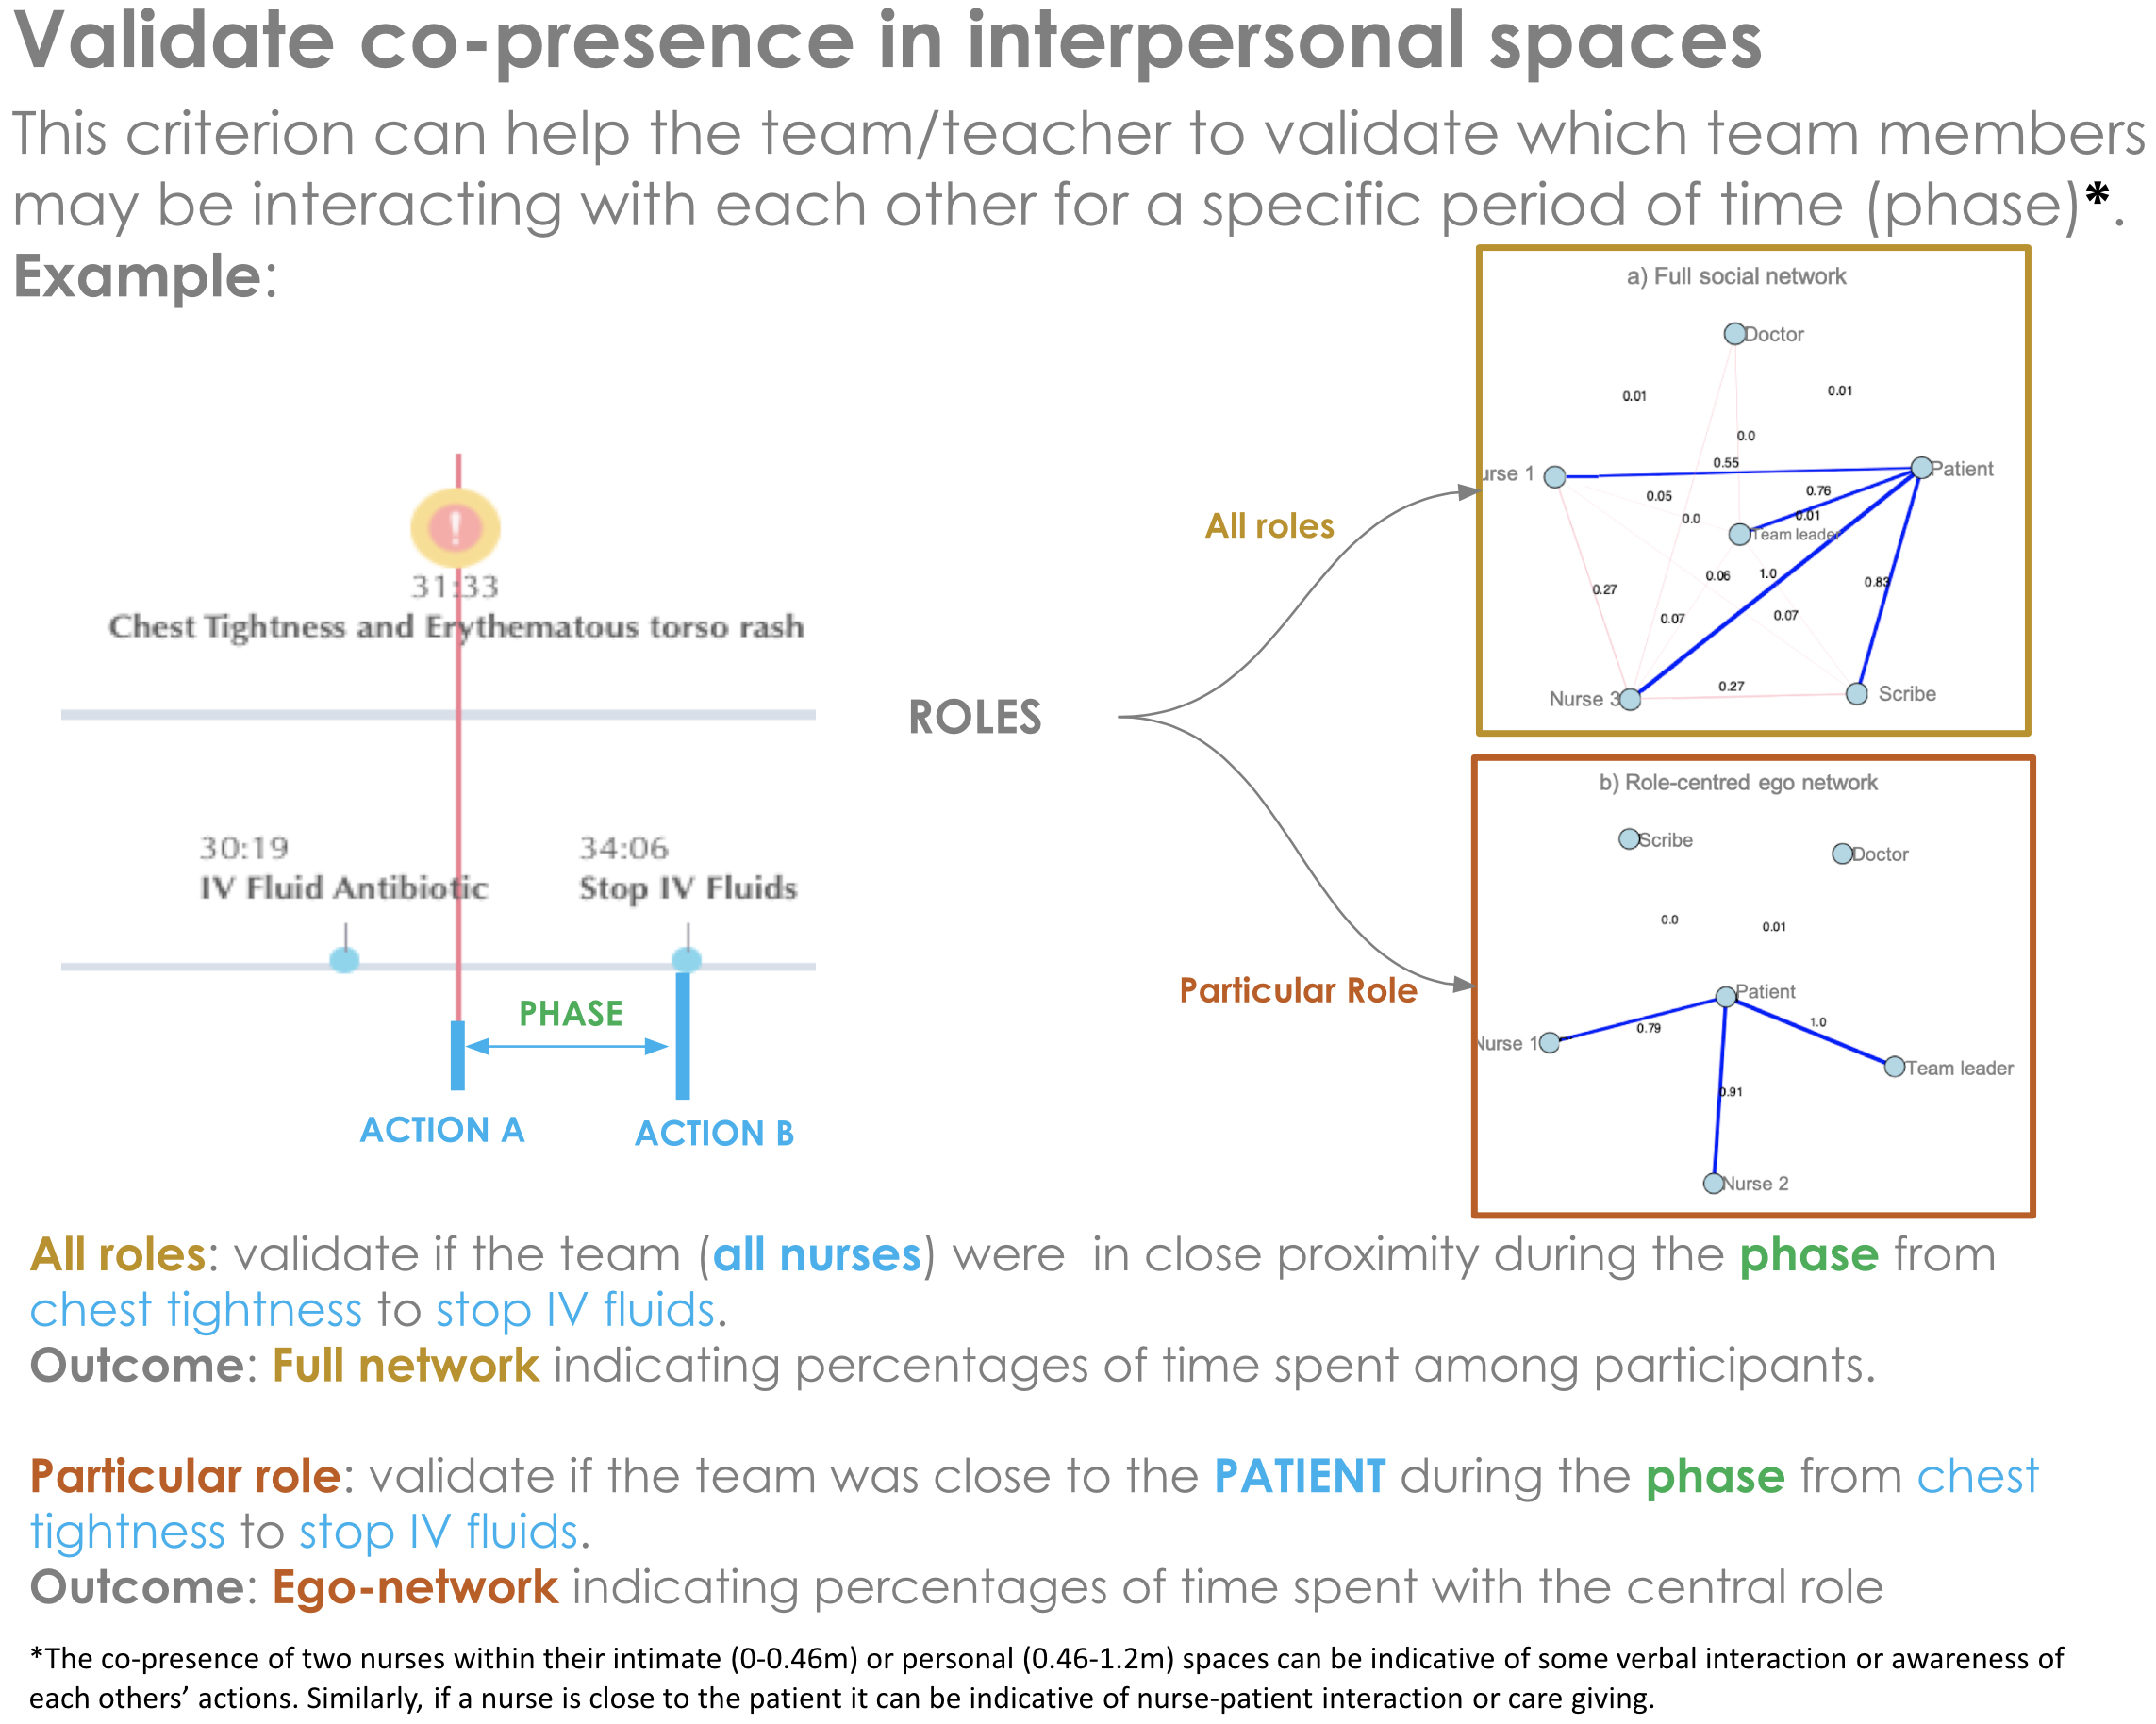 Validate co-presence in interpersonal spaces
This criterion can help the team/teacher to validate which team members
may be interacting with each other for a specific period of time (phase)*.
Example:
31:33
Chest Tightness and Erythematous torso rash
30:19
IV Fluid Antibiotic
34:06
Stop IV Fluids
PHASE
ACTION A
ACTION B
ROLES
All roles
Particular Role
a) Full social network
Doctor
0.01
0.01
0.0
0.55
urse 1
Patient
0.05
0.76
0.0
0.01
Team leader
0.27
0.06
1.0
0.83
0.07
0.07
Nurse 3
0.27
Scribe
b) Role-centred ego network
Scribe
Doctor
0.0
0.01
Patient
Nurse 1
0.79
1.0
Team leader
0.91
Nurse 2
All roles: validate if the team (all nurses) were in close proximity during the phase from
chest tightness to stop IV fluids.
Outcome: Full network indicating percentages of time spent among participants.
Particular role: validate if the team was close to the PATIENT during the phase from chest
tightness to stop IV fluids.
Outcome: Ego-network indicating percentages of time spent with the central role
*The co-presence of two nurses within their intimate (0-0.46m) or personal (0.46-1.2m) spaces can be indicative of some verbal interaction or awareness of
each others’ actions. Similarly, if a nurse is close to the patient it can be indicative of nurse-patient interaction or care giving.